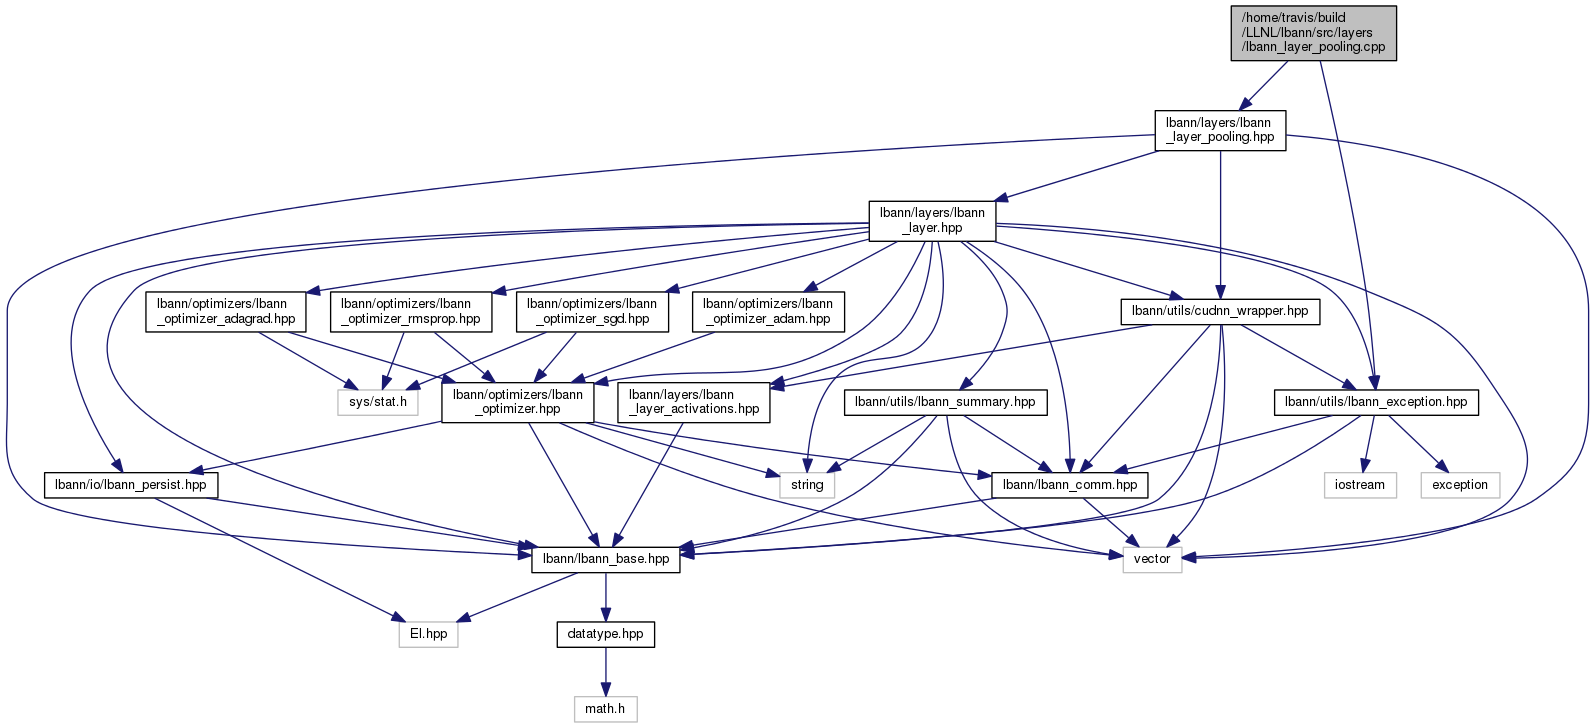 /home/travis/build
/LLNL/lbann/src/layers
/lbann_layer_pooling.cpp
lbann/layers/lbann
_layer_pooling.hpp
lbann/layers/lbann
_layer.hpp
lbann/optimizers/lbann
_optimizer_adagrad.hpp
lbann/optimizers/lbann
_optimizer_rmsprop.hpp
lbann/optimizers/lbann
_optimizer_sgd.hpp
lbann/optimizers/lbann
_optimizer_adam.hpp
lbann/utils/cudnn_wrapper.hpp
sys/stat.h
lbann/optimizers/lbann
_optimizer.hpp
lbann/layers/lbann
_layer_activations.hpp
lbann/utils/lbann_summary.hpp
lbann/utils/lbann_exception.hpp
lbann/io/lbann_persist.hpp
string
lbann/lbann_comm.hpp
iostream
exception
lbann/lbann_base.hpp
vector
El.hpp
datatype.hpp
math.h